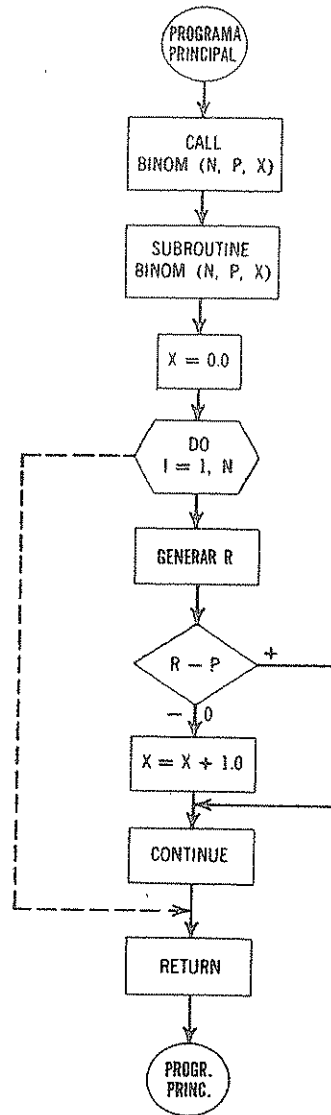 PROGRAMA
PRINCIPAL
CALL
BINOM (N, P, X)
SUBROUTINE
BINOM (N, P, X)
X = 0.0
DO
I = 1, N
GENERAR R
R — P
+
— 0
X = X + 1.0
CONTINUE
RETURN
PROGR.
PRINC.